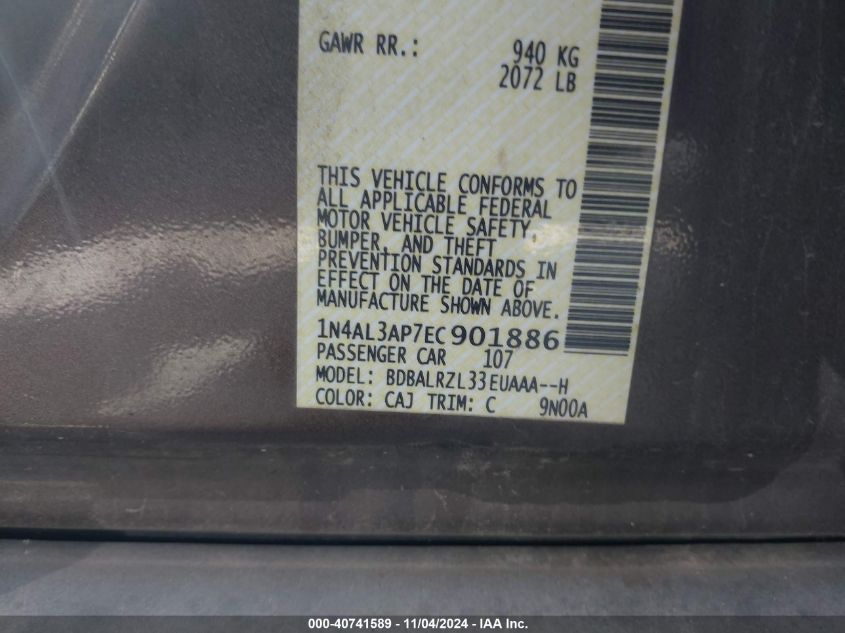 GAWR RR.: 940 KG
2072 LB
THIS VEHICLE CONFORMS TO
ALL APPLICABLE FEDERAL
MOTOR VEHICLE SAFETY,
BUMPER, AND THEFT
PREVENTION STANDARDS IN
EFFECT ON THE DATE OF
MANUFACTURE SHOWN ABOVE.
1N4AL3AP7EC901886
PASSENGER CAR 107
MODEL: BDBALRZL33EUAAA--H
COLOR: CAJ TRIM: C 9N00A
000-40741589 - 11/04/2024 - IAA Inc.